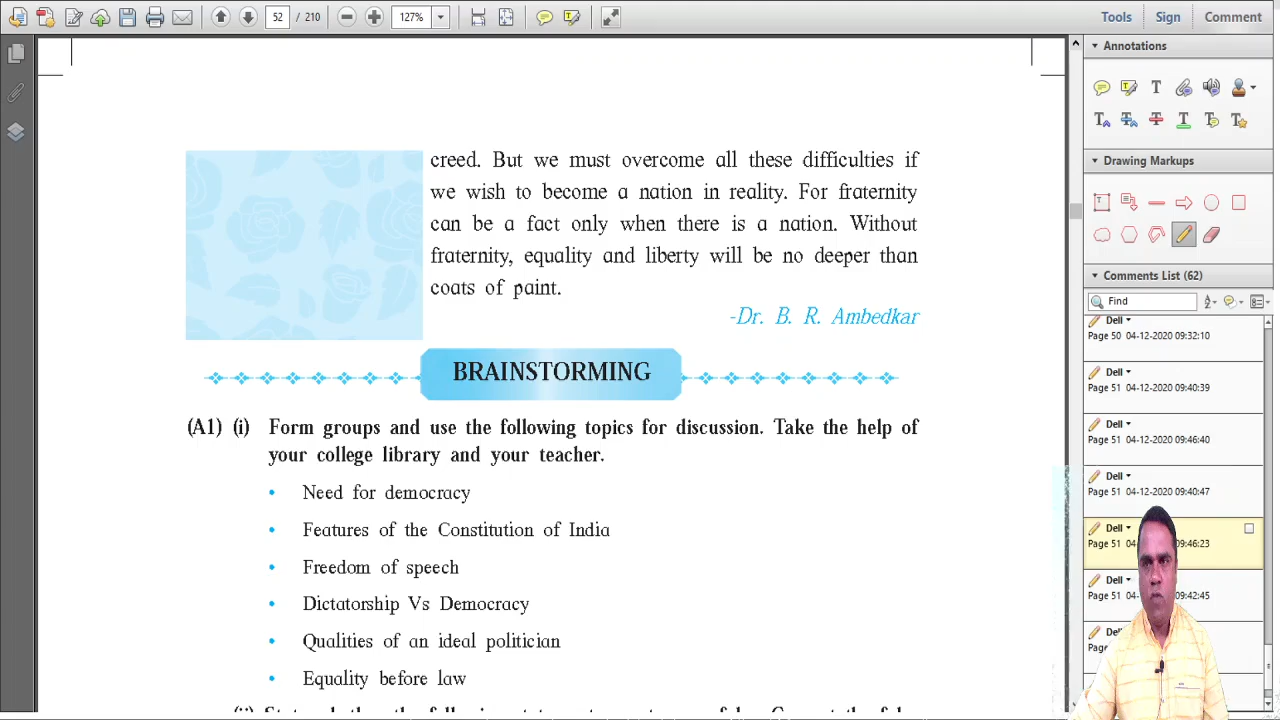 52 / 210
127%
Tools Sign Comment
creed. But we must overcome all these difficulties if
we wish to become a nation in reality. For fraternity
can be a fact only when there is a nation. Without
fraternity, equality and liberty will be no deeper than
coats of paint.
-Dr. B. R. Ambedkar
BRAINSTORMING
(A1) (i) Form groups and use the following topics for discussion. Take the help of
your college library and your teacher.
• Need for democracy
• Features of the Constitution of India
• Freedom of speech
• Dictatorship Vs Democracy
• Qualities of an ideal politician
• Equality before law
Annotations
Drawing Markups
Comments List (62)
Find
Dell
Page 50 04-12-2020 09:32:10
Dell
Page 51 04-12-2020 09:40:39
Dell
Page 51 04-12-2020 09:46:40
Dell
Page 51 04-12-2020 09:40:47
Dell
Page 51 04- 09:46:23
Dell
Page 51 04- 09:42:45
Dell